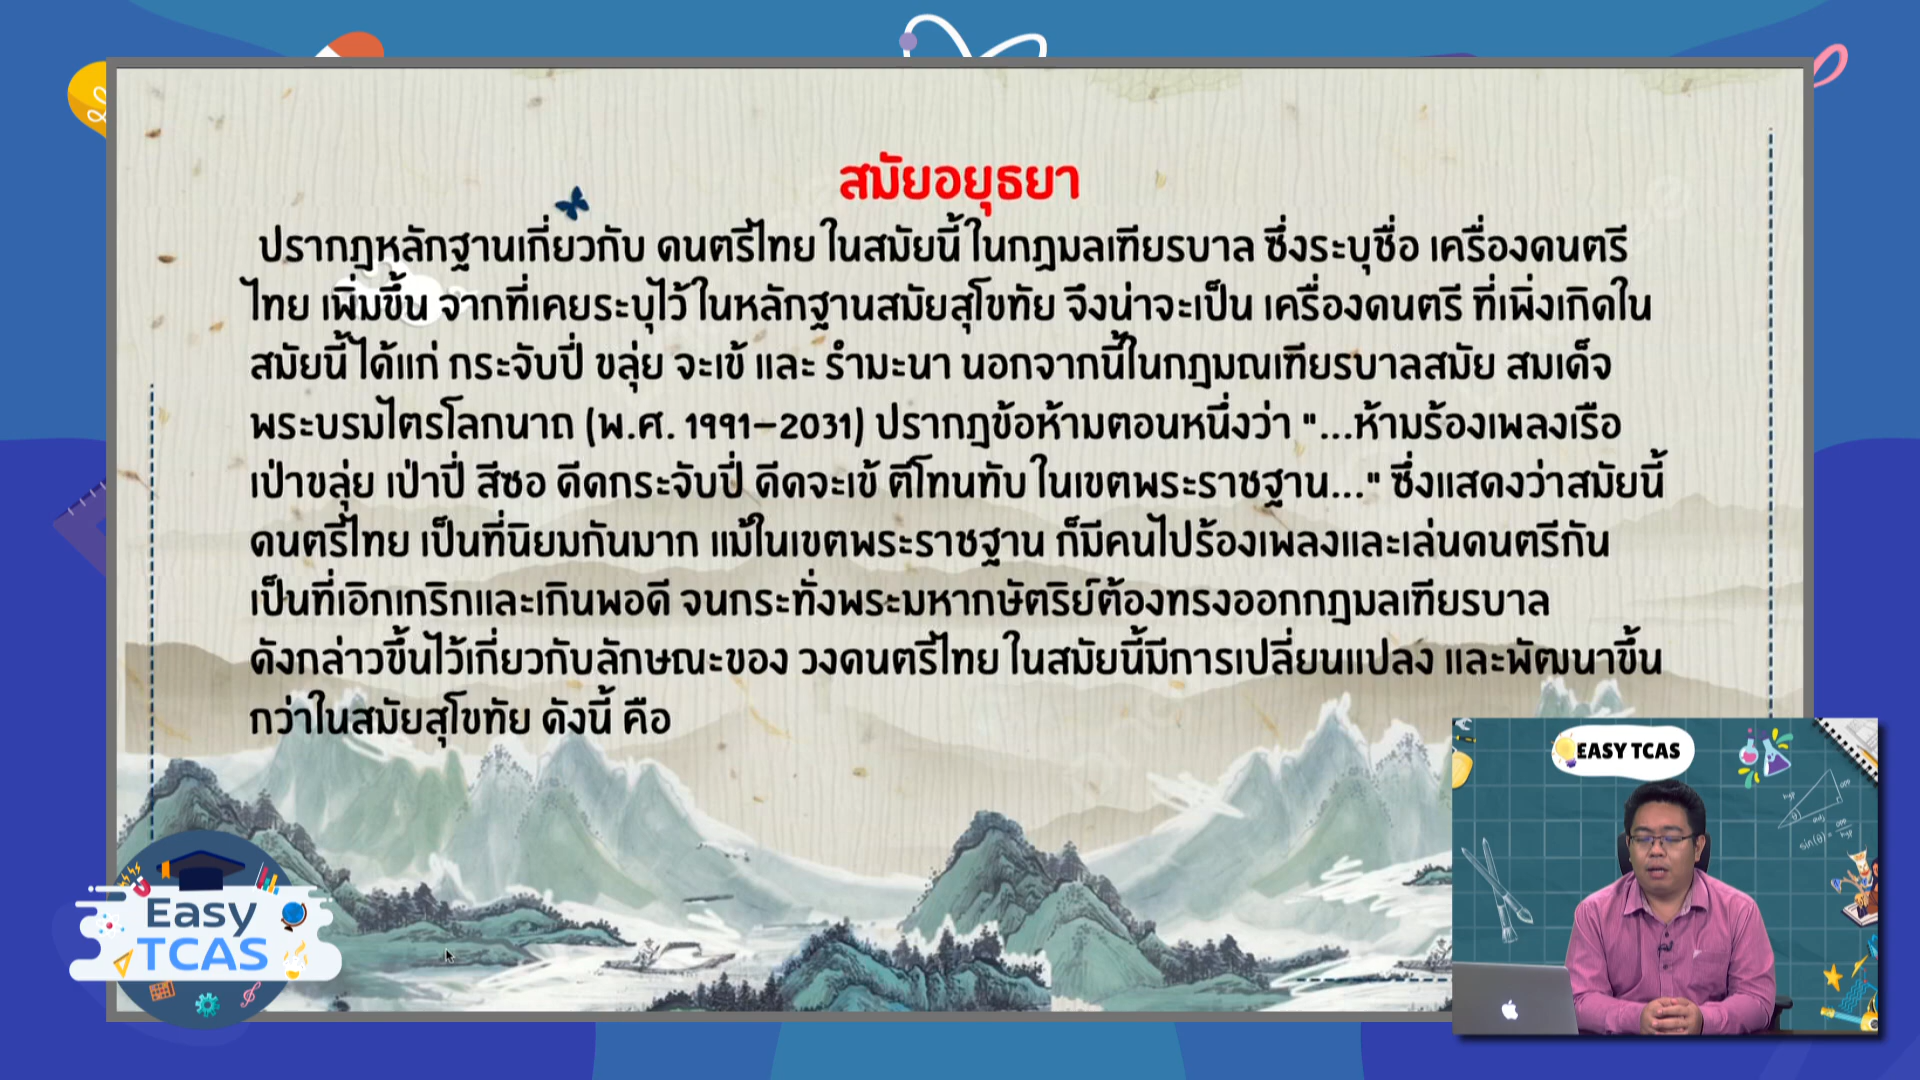 สมัยอยุธยา
ปรากฎหลักฐานเกี่ยวกับ ดนตรีไทย ในสมัยนี้ ในกฎมลเฑียรบาล ซึ่งระบุชื่อ เครื่องดนตรี
ไทย เพิ่มขึ้น จากที่เคยระบุไว้ ในหลักฐานสมัยสุโขทัย จึงน่าจะเป็น เครื่องดนตรี ที่เพิ่งเกิดใน
สมัยนี้ ได้แก่ กระจับปี่ ขลุ่ย จะเข้ และ รำมะนา นอกจากนี้ในกฎมณเฑียรบาลสมัย สมเด็จ
พระบรมไตรโลกนาถ (พ.ศ. 1991–2031) ปรากฎข้อห้ามตอนหนึ่งว่า "...ห้ามร้องเพลงเรือ
เป่าขลุ่ย เป่าปี่ สีซอ ดีดกระจับปี่ ดีดจะเข้ ตีโทนทับ ในเขตพระราชฐาน..." ซึ่งแสดงว่าสมัยนี้
ดนตรีไทย เป็นที่นิยมกันมาก แม้ในเขตพระราชฐาน ก็มีคนไปร้องเพลงและเล่นดนตรีกัน
เป็นที่เอิกเกริกและเกินพอดี จนกระทั่งพระมหากษัตริย์ต้องทรงออกกฎมลเฑียรบาล
ดังกล่าวขึ้นไว้เกี่ยวกับลักษณะของ วงดนตรีไทย ในสมัยนี้มีการเปลี่ยนแปลง และพัฒนาขึ้น
กว่าในสมัยสุโขทัย ดังนี้ คือ
EASY TCAS
Easy
TCAS